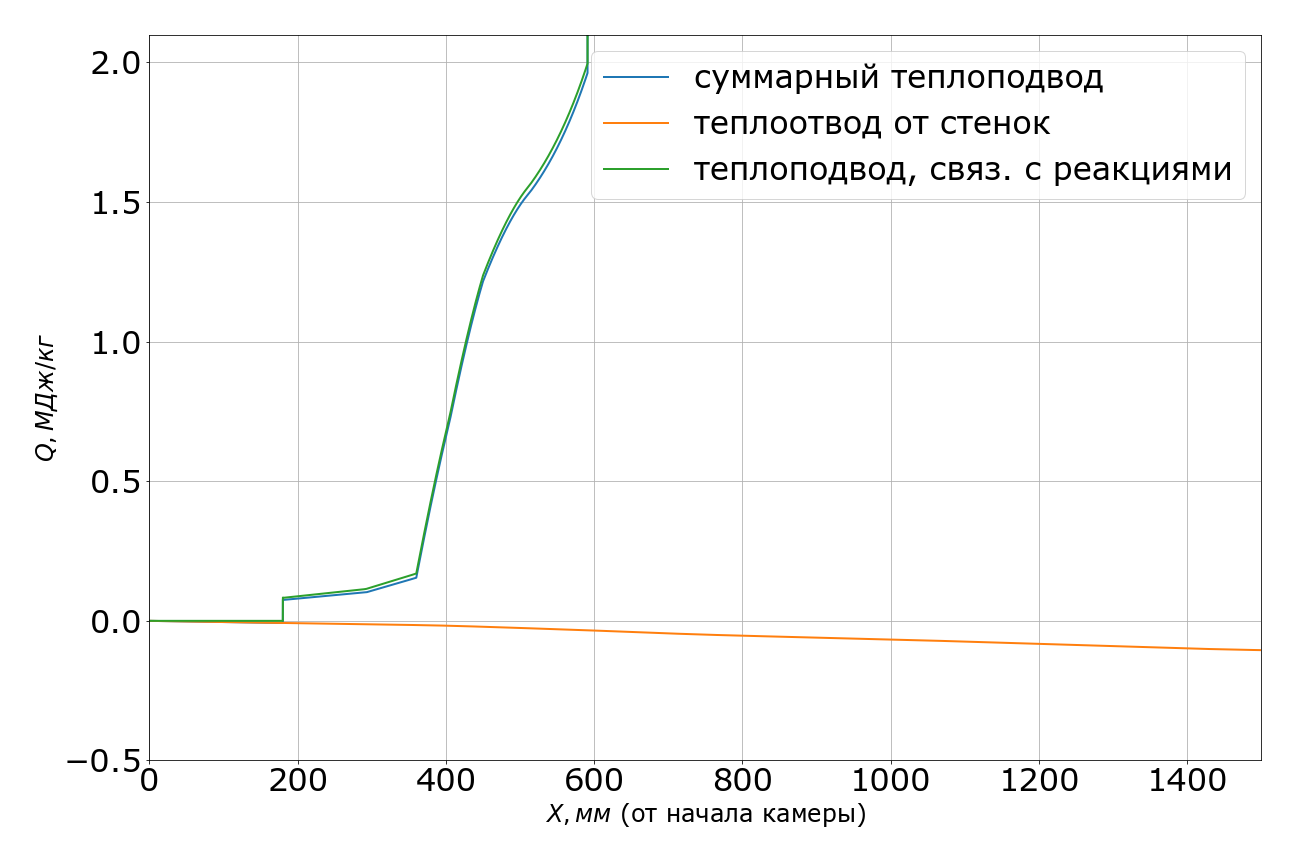 суммарный теплоподвод
теплоотвод от стенок
теплоподвод, связ. с реакциями
2.0
1.5
1.0
0.5
0.0
−0.5
Q, МДж/кг
0 200 400 600 800 1000 1200 1400
X, мм (от начала камеры)